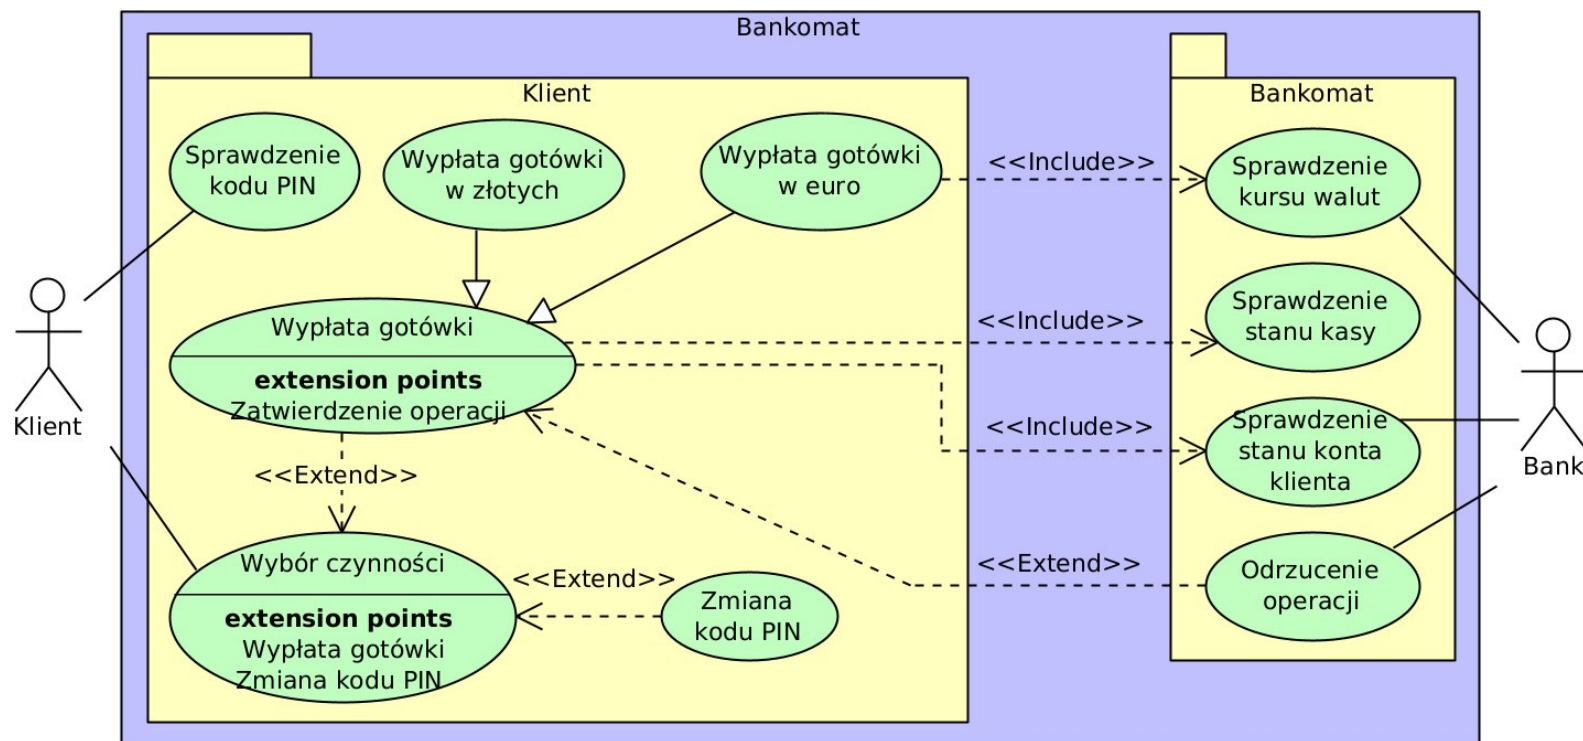 Bankomat
Klient
Sprawdzenie
kodu PIN
Wypłata gotówki
w złotych
Wypłata gotówki
w euro
Wypłata gotówki
extension points
Zatwierdzenie operacji
<<Extend>>
Wybór czynności
extension points
Wypłata gotówki
Zmiana kodu PIN
<<Extend>>
Zmiana
kodu PIN
<<Include>>
<<Include>>
<<Include>>
<<Extend>>
Bankomat
Sprawdzenie
kursu walut
Sprawdzenie
stanu kasy
Sprawdzenie
stanu konta
klienta
Odrzucenie
operacji
Klient
Bank